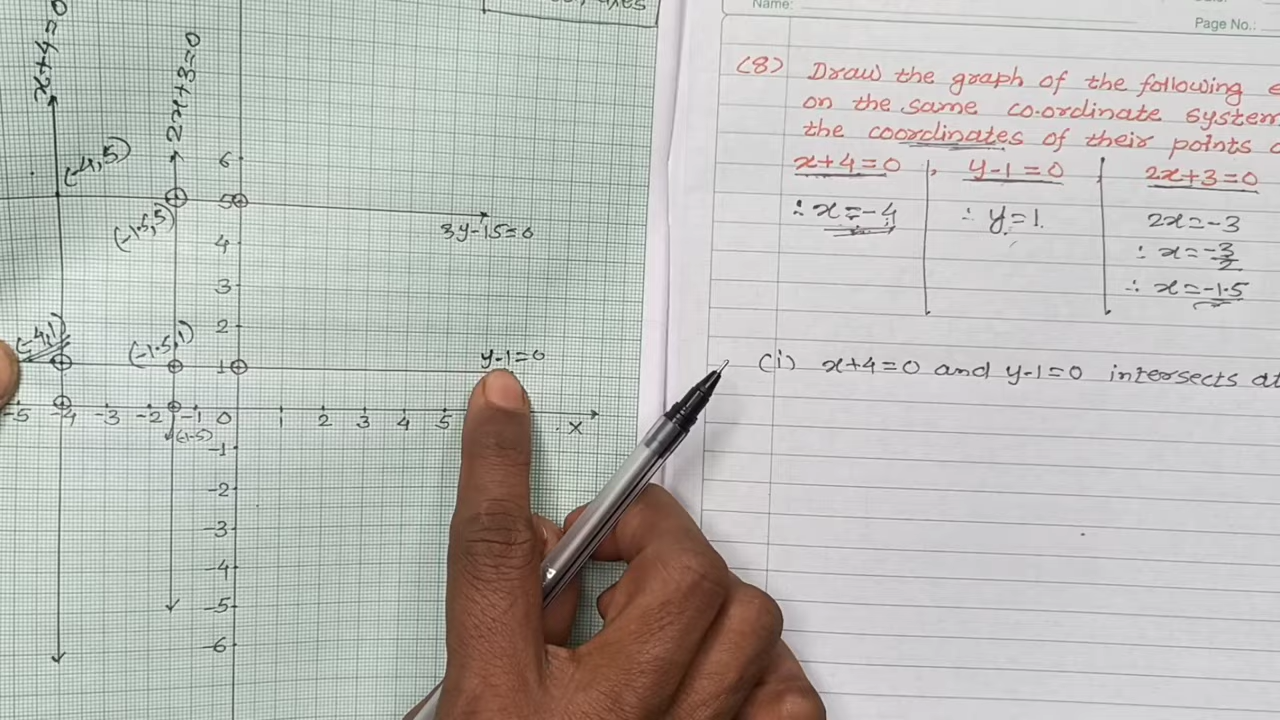 axes
x+4=0
2x+3=0
(-4,5)
(-1.5,5)
3y-15=0
(-4,1)
(-1.5,1)
y-1=0
6
5
4
3
2
1
-5 -4 -3 -2 -1 0 1 2 3 4 5 X
(-1.5)
-1
-2
-3
-4
-5
-6
Name:
Page No.:
(8) Draw the graph of the following
on the same co-ordinate system
the coordinates of their points
x+4=0, y-1=0 2x+3=0
∴ x=-4 ∴ y=1 2x=-3
∴ x=-3/2
∴ x=-1.5
(i) x+4=0 and y-1=0 intersects at